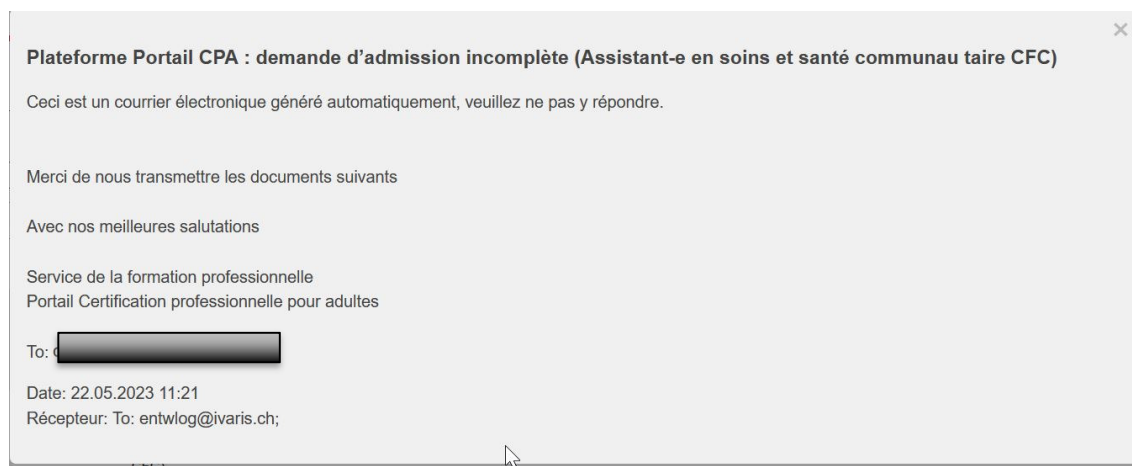 Plateforme Portail CPA : demande d’admission incomplète (Assistant-e en soins et santé communau taire CFC)
Ceci est un courrier électronique généré automatiquement, veuillez ne pas y répondre.
Merci de nous transmettre les documents suivants
Avec nos meilleures salutations
Service de la formation professionnelle
Portail Certification professionnelle pour adultes
To:
Date: 22.05.2023 11:21
Récepteur: To: entwlog@ivaris.ch;